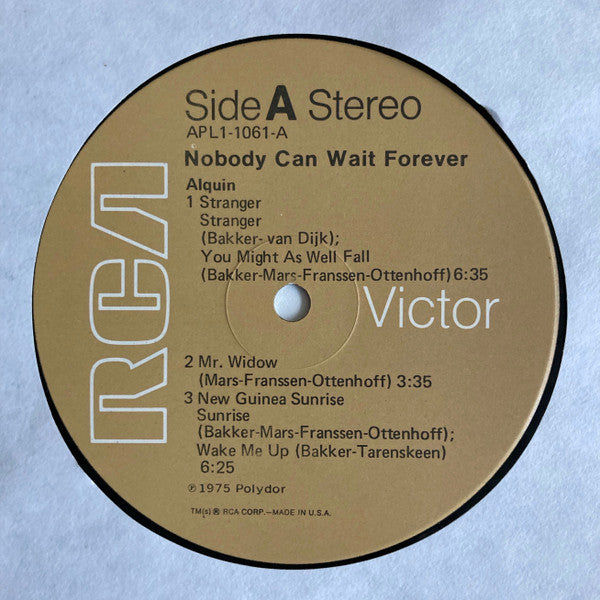 Side A Stereo
APL1-1061-A
Nobody Can Wait Forever
Alquin
1 Stranger
Stranger
(Bakker- van Dijk);
You Might As Well Fall
(Bakker-Mars-Franssen-Ottenhoff) 6:35
RCA
Victor
2 Mr. Widow
(Mars-Franssen-Ottenhoff) 3:35
3 New Guinea Sunrise
Sunrise
(Bakker-Mars-Franssen-Ottenhoff);
Wake Me Up (Bakker-Tarenskeen)
6:25
℗1975 Polydor
TM(s) ® RCA CORP.—MADE IN U.S.A.